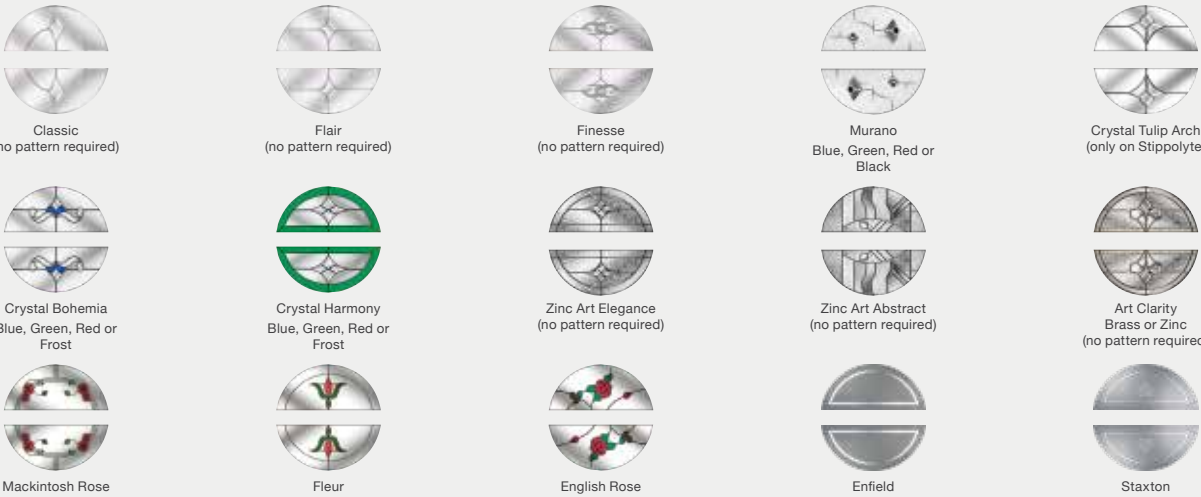 Classic
no pattern required)
Flair
(no pattern required)
Finesse
(no pattern required)
Murano
Blue, Green, Red or
Black
Crystal Tulip Arch
(only on Stippolyte
Crystal Bohemia
Blue, Green, Red or
Frost
Crystal Harmony
Blue, Green, Red or
Frost
Zinc Art Elegance
(no pattern required)
Zinc Art Abstract
(no pattern required)
Art Clarity
Brass or Zinc
(no pattern required
Mackintosh Rose
Fleur
English Rose
Enfield
Staxton